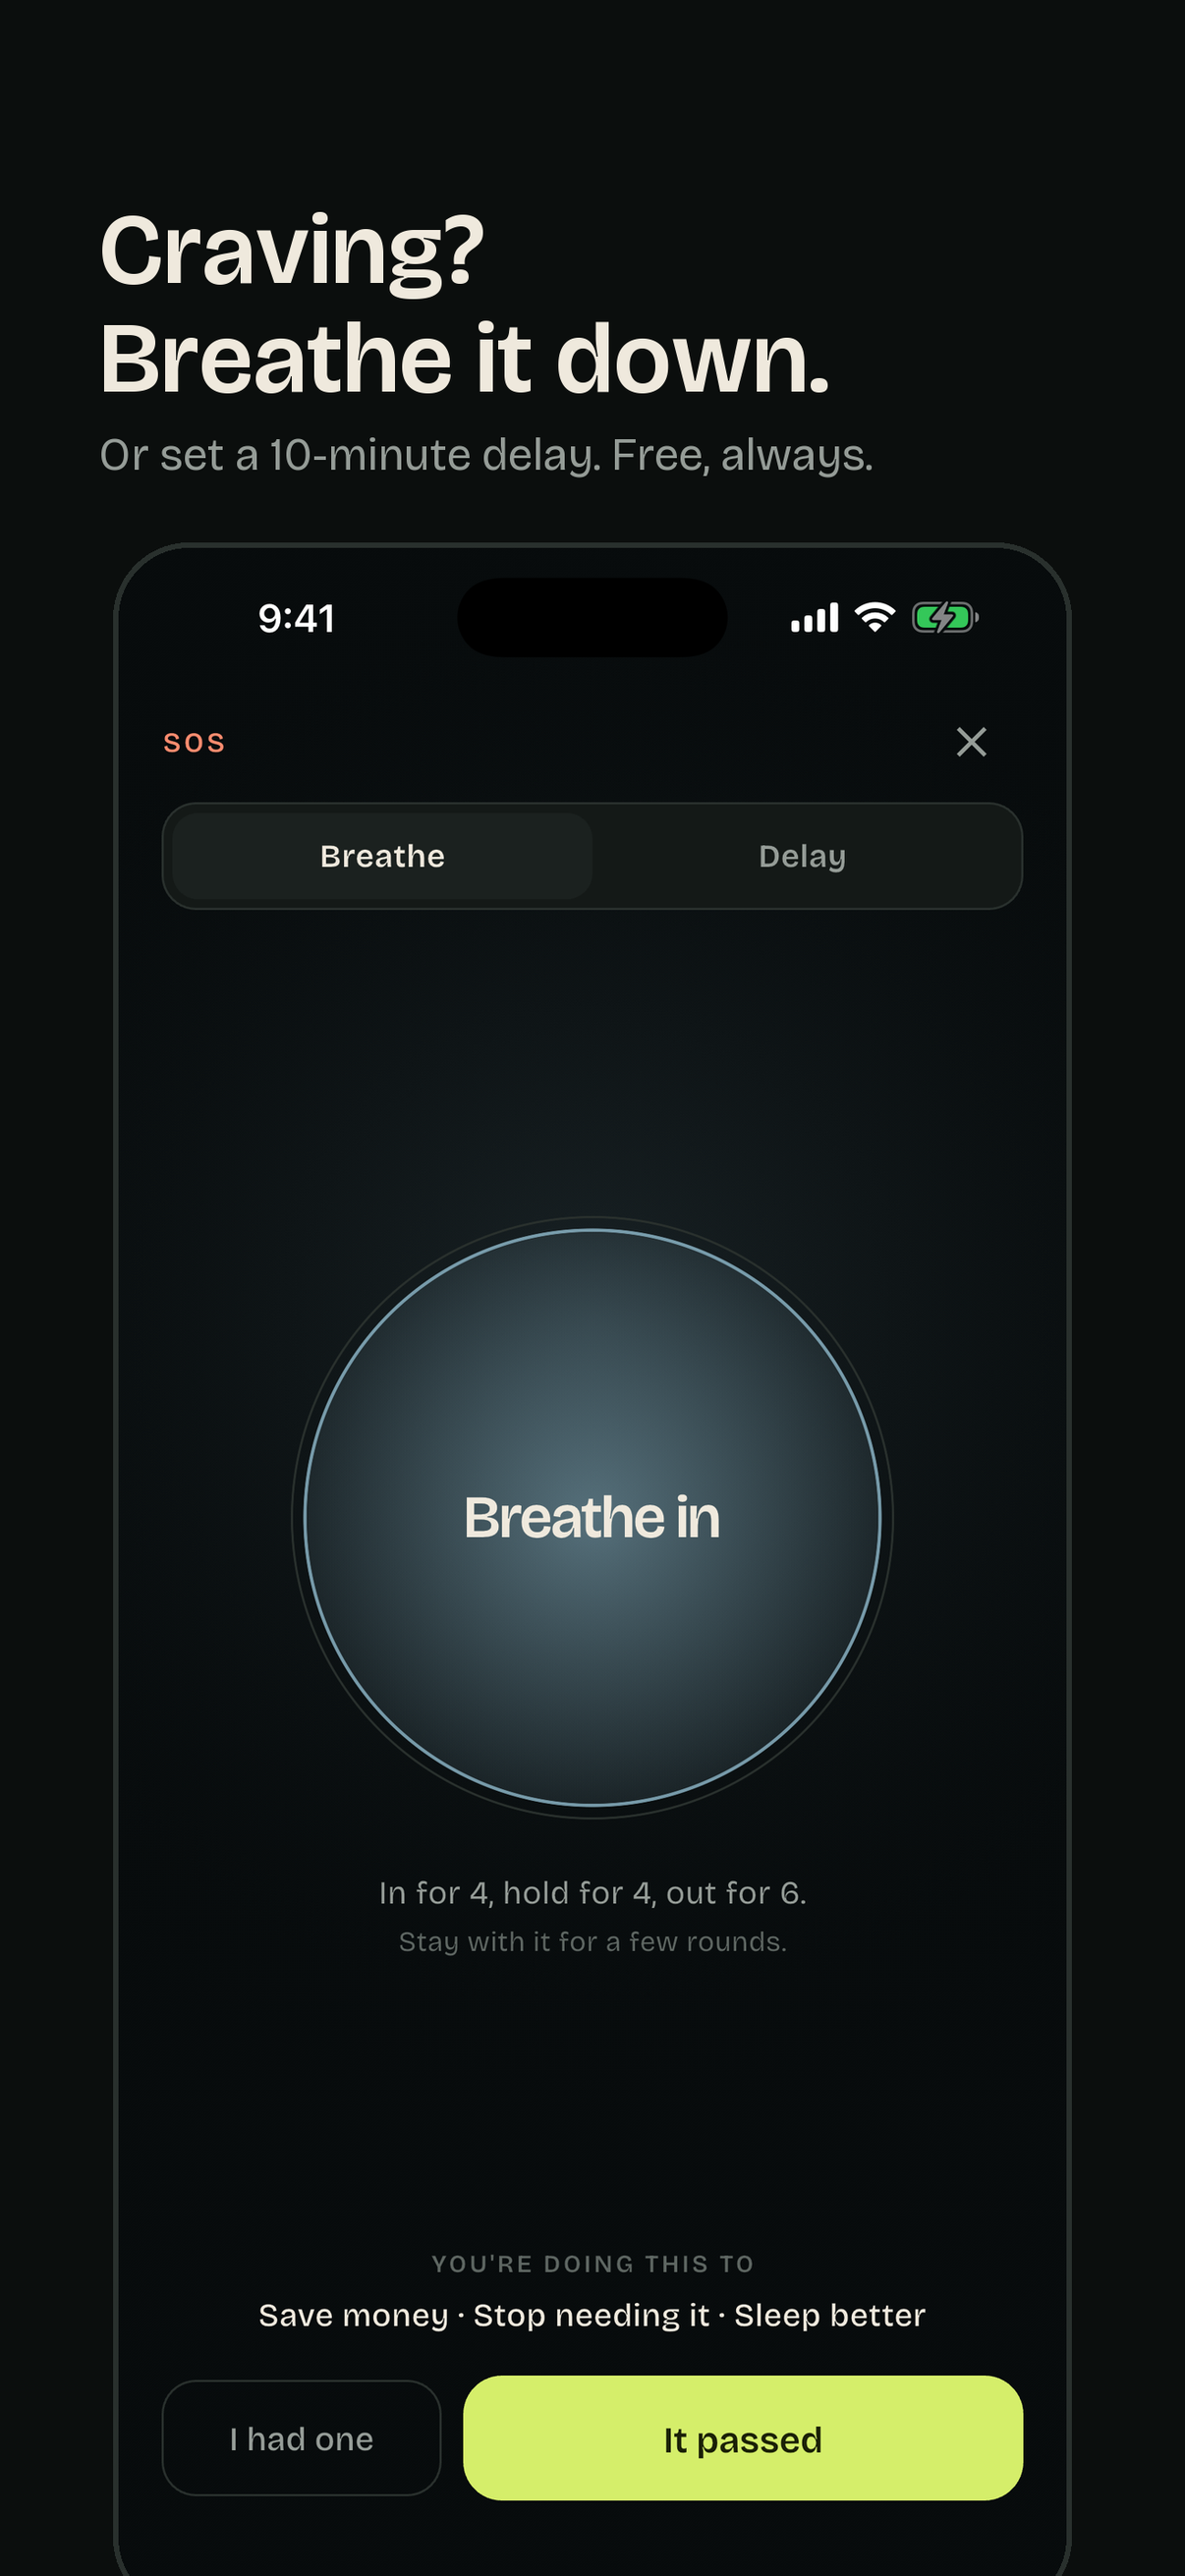 Craving?
Breathe it down.
Or set a 10-minute delay. Free, always.
9:41
SOS
Breathe
Delay
Breathe in
In for 4, hold for 4, out for 6.
Stay with it for a few rounds.
YOU'RE DOING THIS TO
Save money · Stop needing it · Sleep better
I had one
It passed